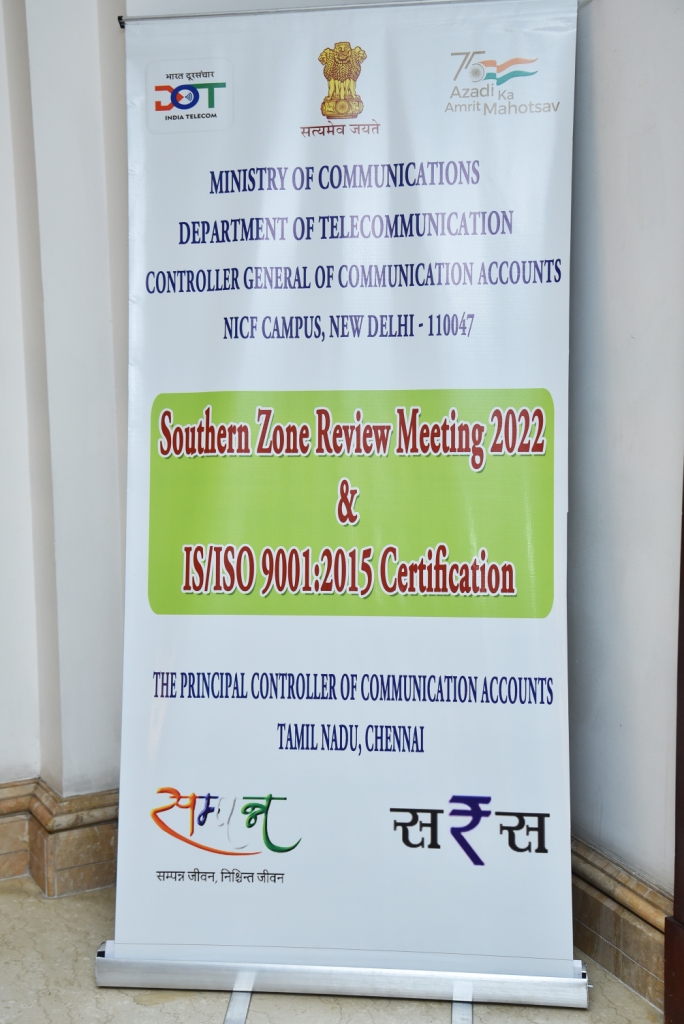 भारत दूरसंचार
DOT
INDIA TELECOM
सत्यमेव जयते
75
Azadi Ka
Amrit Mahotsav
MINISTRY OF COMMUNICATIONS
DEPARTMENT OF TELECOMMUNICATION
CONTROLLER GENERAL OF COMMUNICATION ACCOUNTS
NICF CAMPUS, NEW DELHI - 110047
Southern Zone Review Meeting 2022
&
IS/ISO 9001:2015 Certification
THE PRINCIPAL CONTROLLER OF COMMUNICATION ACCOUNTS
TAMIL NADU, CHENNAI
सम्पन्न
सम्पन्न जीवन, निश्चिन्त जीवन
स₹स